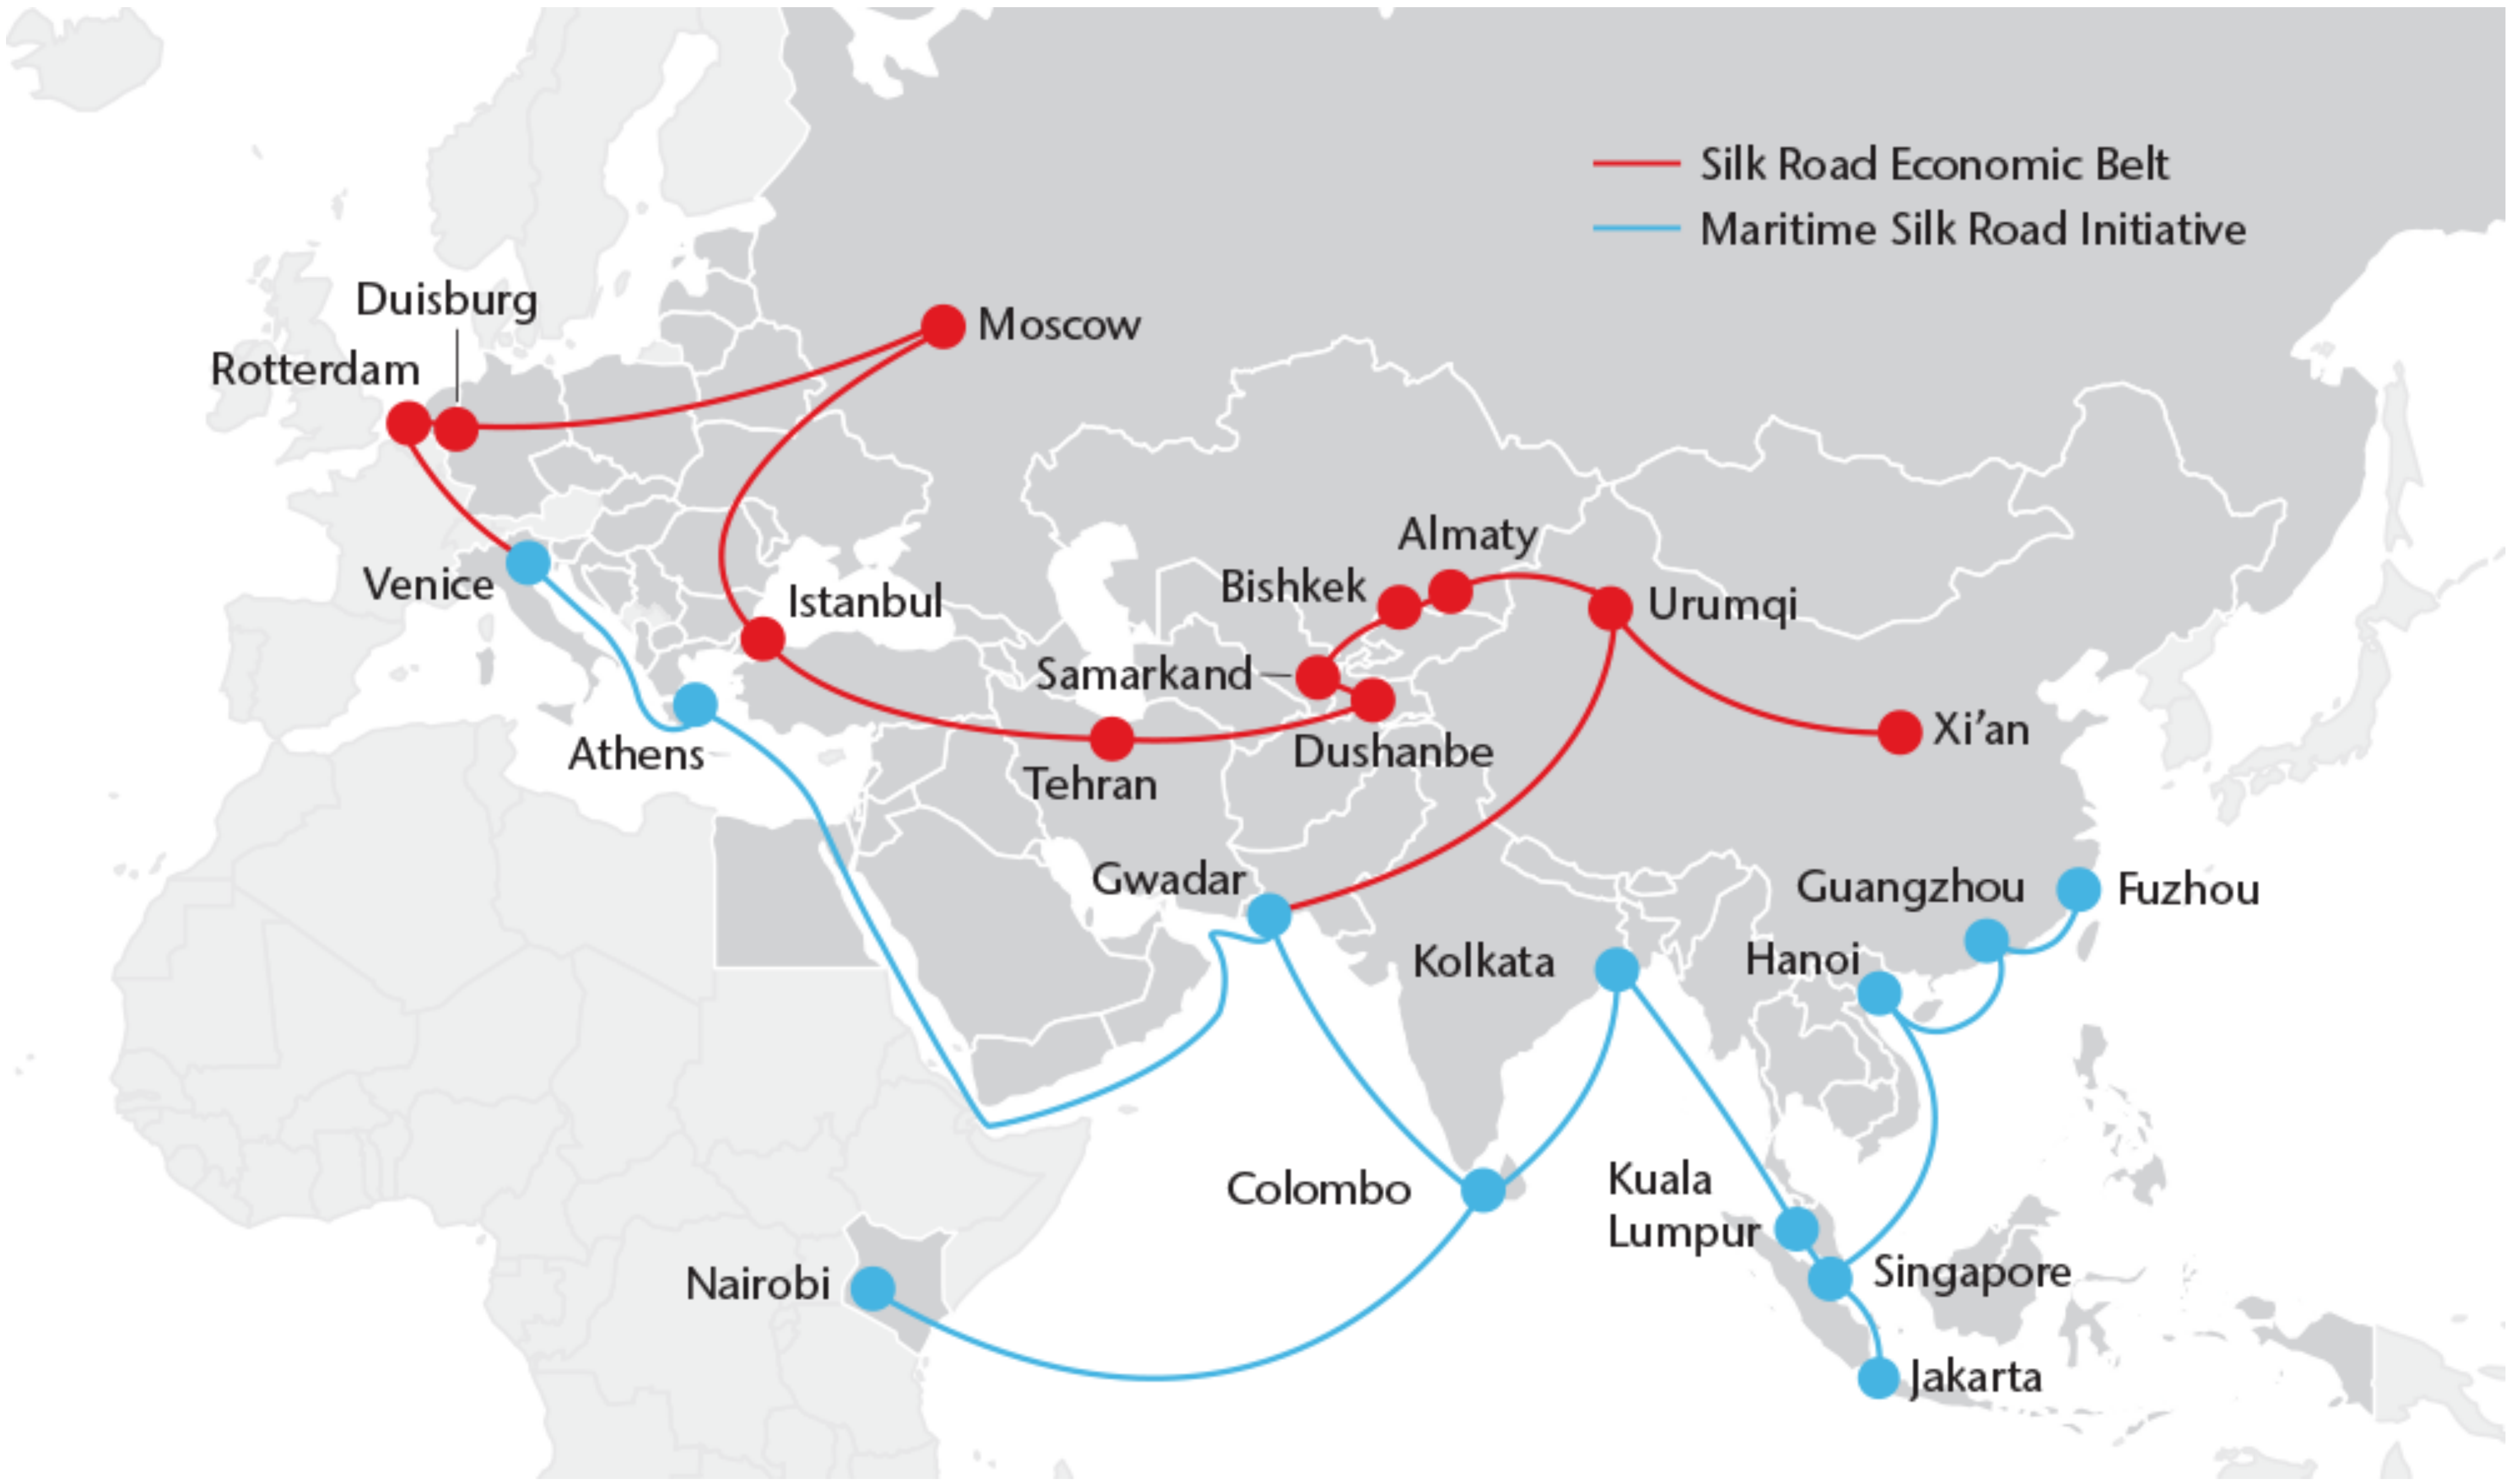 Silk Road Economic Belt
Maritime Silk Road Initiative
Duisburg
Moscow
Rotterdam
Almaty
Bishkek
Venice
Istanbul
Urumqi
Samarkand
Xi’an
Athens
Dushanbe
Tehran
Gwadar
Guangzhou
Fuzhou
Kolkata
Hanoi
Colombo
Kuala
Lumpur
Nairobi
Singapore
Jakarta